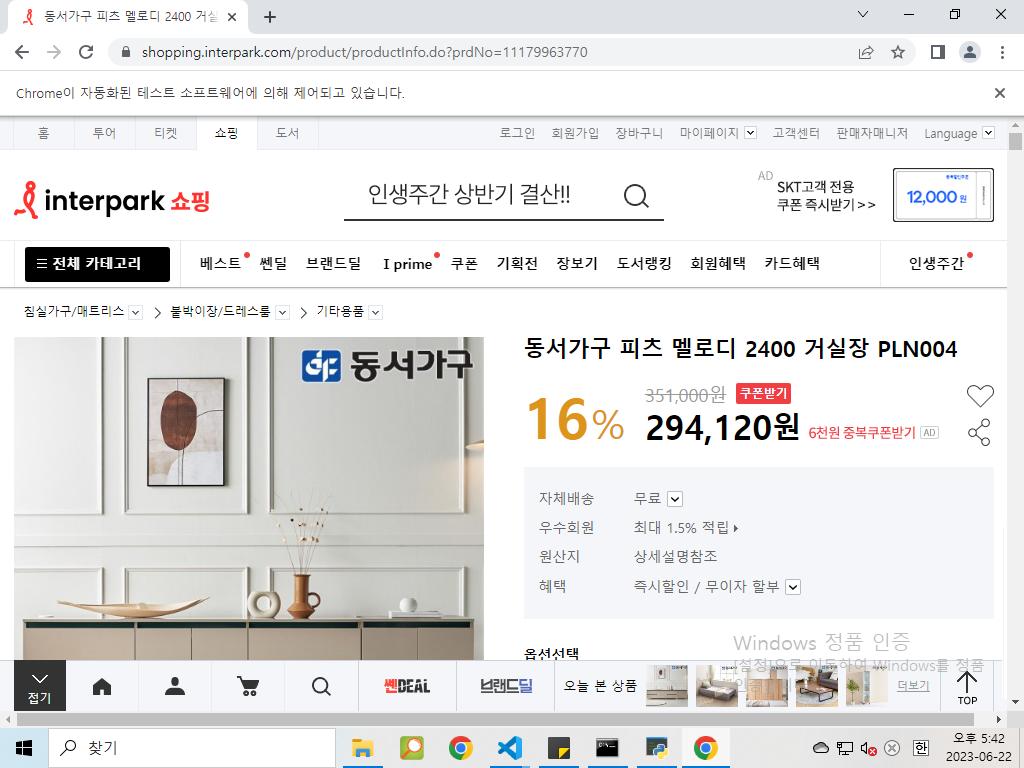 동서가구 피츠 멜로디 2400 거실
shopping.interpark.com/product/productInfo.do?prdNo=11179963770
Chrome이 자동화된 테스트 소프트웨어에 의해 제어되고 있습니다.
홈 투어 티켓 쇼핑 도서 로그인 회원가입 장바구니 마이페이지 고객센터 판매자매니저 Language
interpark 쇼핑 인생주간 상반기 결산!!
AD SKT고객 전용
쿠폰 즉시받기 >>
12,000원
전체 카테고리 베스트 쎈딜 브랜드딜 I prime 쿠폰 기획전 장보기 도서랭킹 회원혜택 카드혜택 인생주간
침실가구/매트리스 > 붙박이장/드레스룸 > 기타용품
동서가구 피츠 멜로디 2400 거실장 PLN004
동서가구
351,000원 쿠폰받기
16% 294,120원 6천원 중복쿠폰받기 AD
자체배송 무료
우수회원 최대 1.5% 적립
원산지 상세설명참조
혜택 즉시할인 / 무이자 할부
옵션선택
Windows 정품 인증
[설정]으로 이동하여 Windows를 정품
접기 쎈DEAL 브랜드딜 오늘 본 상품 더보기 TOP
찾기
한
오후 5:42
2023-06-22